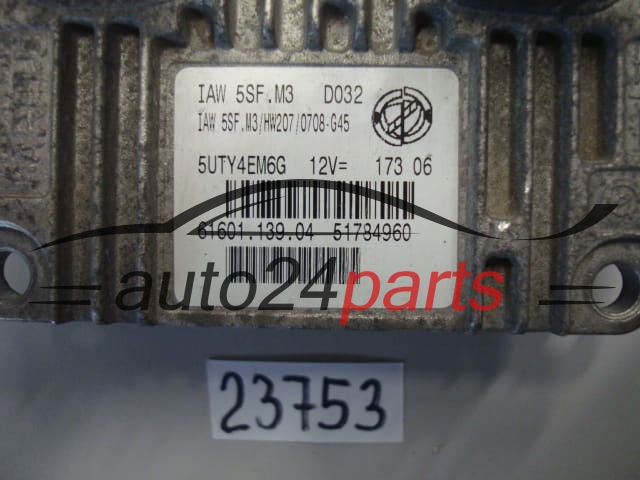 IAW 5SF.M3 D032
IAW 5SF.M3/HW207/0708-G45
5UTY4EM6G 12V= 173 06
61601.139.04 51784960
auto24parts
23753